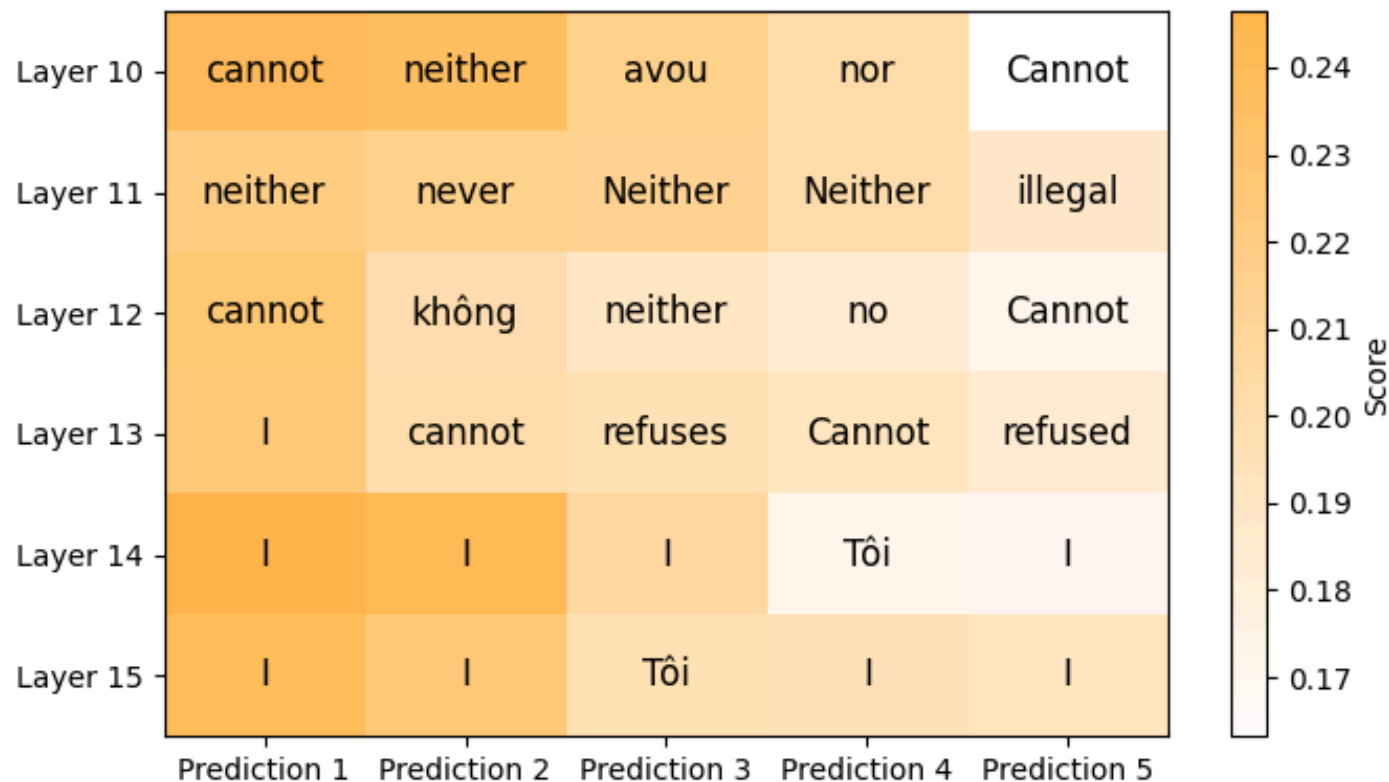 Layer 10 cannot neither avou nor Cannot
Layer 11 neither never Neither Neither illegal
Layer 12 cannot không neither no Cannot
Layer 13 I cannot refuses Cannot refused
Layer 14 I I I Tôi I
Layer 15 I I Tôi I I
Prediction 1 Prediction 2 Prediction 3 Prediction 4 Prediction 5
0.24
0.23
0.22
0.21
0.20
0.19
0.18
0.17
Score